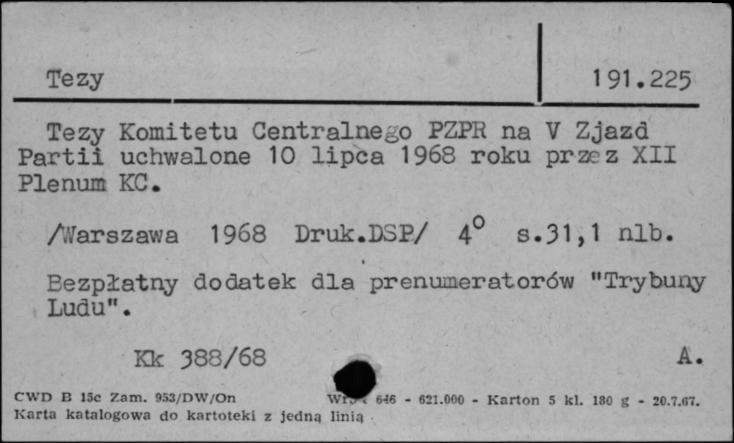 Tezy 191.225
Tezy Komitetu Centralnego PZPR na V Zjazd
Partii uchwalone 10 lipca 1968 roku przez XII
Plenum KC.
/Warszawa 1968 Druk.DSP/ 4° s.31,1 nlb.
Bezpłatny dodatek dla prenumeratorów "Trybuny
Ludu".
Kk 388/68 A.
CWD B 15c Zam. 953/DW/On 646 - 621.000 - Karton 5 kl. 180 g - 20.7.67.
Karta katalogowa do kartoteki z jedną linią